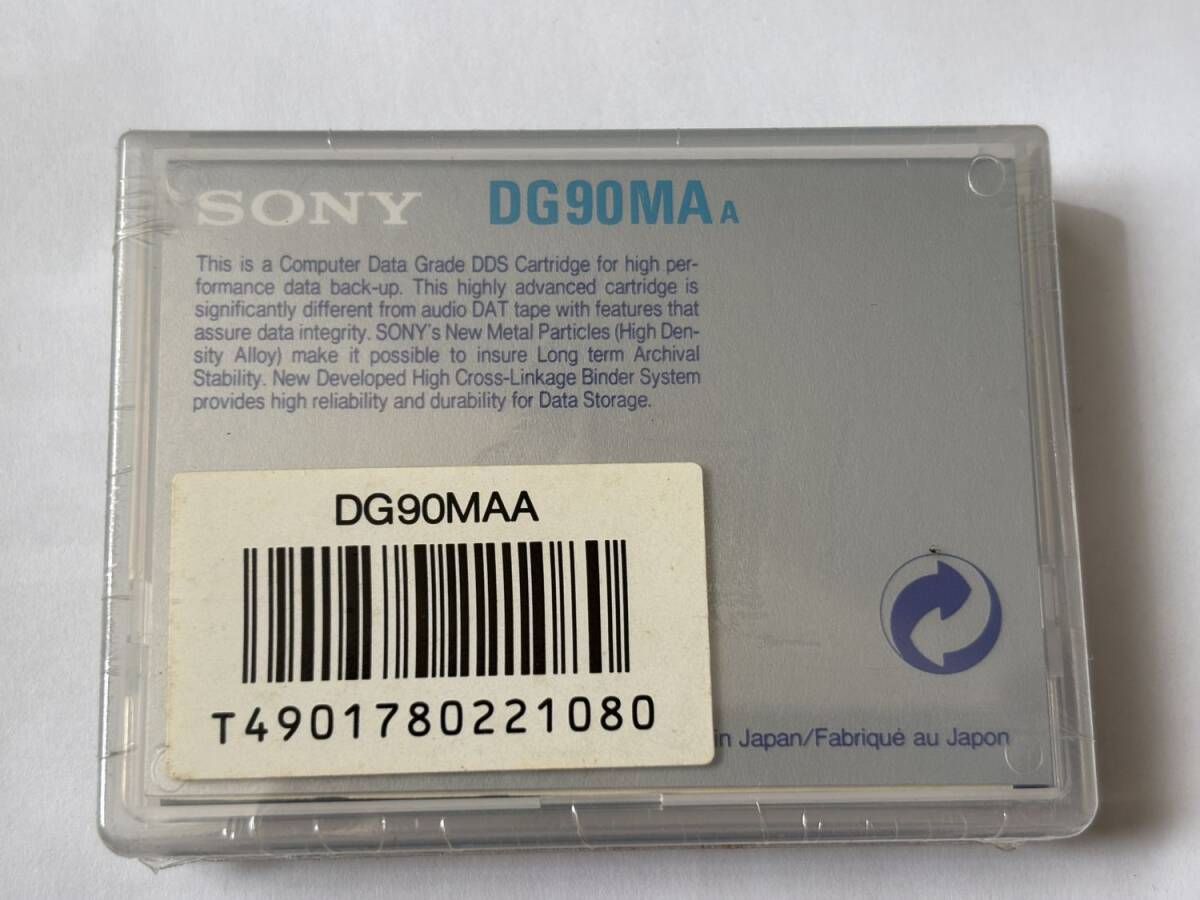 SONY DG90MA A
This is a Computer Data Grade DDS Cartridge for high per-
formance data back-up. This highly advanced cartridge is
significantly different from audio DAT tape with features that
assure data integrity. SONY's New Metal Particles (High Den-
sity Alloy) make it possible to insure Long term Archival
Stability. New Developed High Cross-Linkage Binder System
provides high reliability and durability for Data Storage.
DG90MAA
T4901780221080
in Japan/Fabriqué au Japon